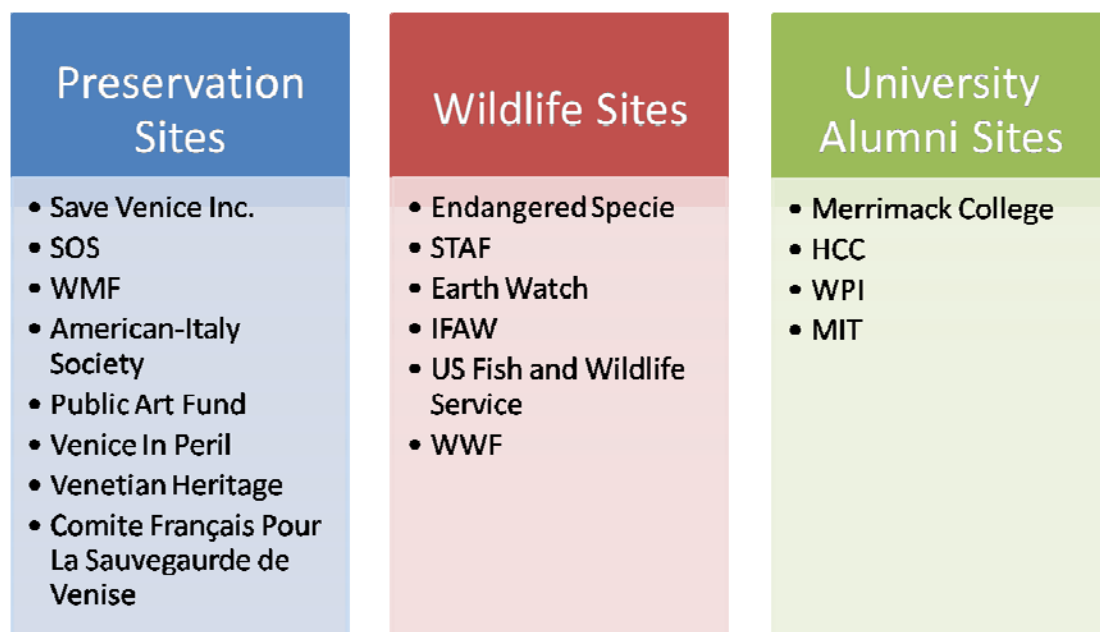 Preservation
Sites
• Save Venice Inc.
• SOS
• WMF
• American-Italy
Society
• Public Art Fund
• Venice In Peril
• Venetian Heritage
• Comite Français Pour
La Sauvegaurde de
Venise
Wildlife Sites
• Endangered Specie
• STAF
• Earth Watch
• IFAW
• US Fish and Wildlife
Service
• WWF
University
Alumni Sites
• Merrimack College
• HCC
• WPI
• MIT